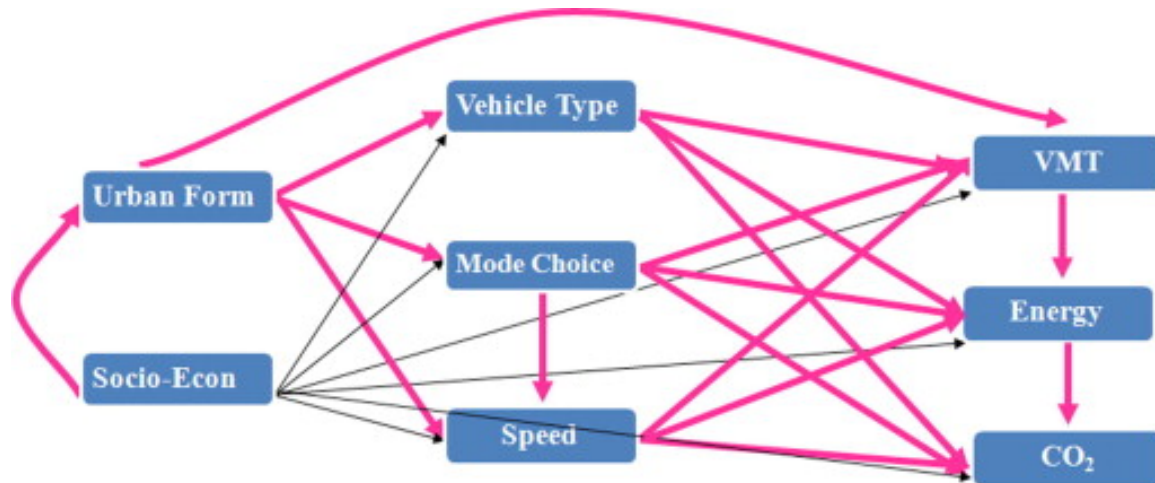 Urban Form
Socio-Econ
Vehicle Type
Mode Choice
Speed
VMT
Energy
CO₂